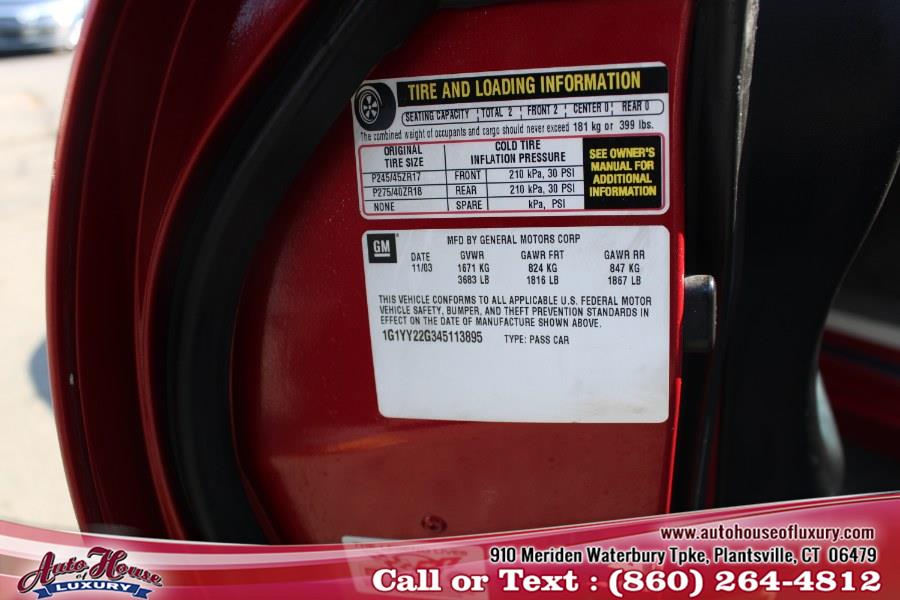 TIRE AND LOADING INFORMATION
SEATING CAPACITY TOTAL 2 FRONT 2 CENTER 0 REAR 0
The combined weight of occupants and cargo should never exceed 181 kg or 399 lbs.
ORIGINAL TIRE SIZE COLD TIRE INFLATION PRESSURE
P245/45ZR17 FRONT 210 kPa, 30 PSI
P275/40ZR18 REAR 210 kPa, 30 PSI
NONE SPARE kPa, PSI
SEE OWNER'S
MANUAL FOR
ADDITIONAL
INFORMATION
GM
MFD BY GENERAL MOTORS CORP
DATE GVWR GAWR FRT GAWR RR
11/03 1671 KG 824 KG 847 KG
3683 LB 1816 LB 1867 LB
THIS VEHICLE CONFORMS TO ALL APPLICABLE U.S. FEDERAL MOTOR
VEHICLE SAFETY, BUMPER, AND THEFT PREVENTION STANDARDS IN
EFFECT ON THE DATE OF MANUFACTURE SHOWN ABOVE.
1G1YY22G345113895 TYPE: PASS CAR
Auto House
of
LUXURY
www.autohouseofluxury.com
910 Meriden Waterbury Tpke, Plantsville, CT 06479
Call or Text : (860) 264-4812